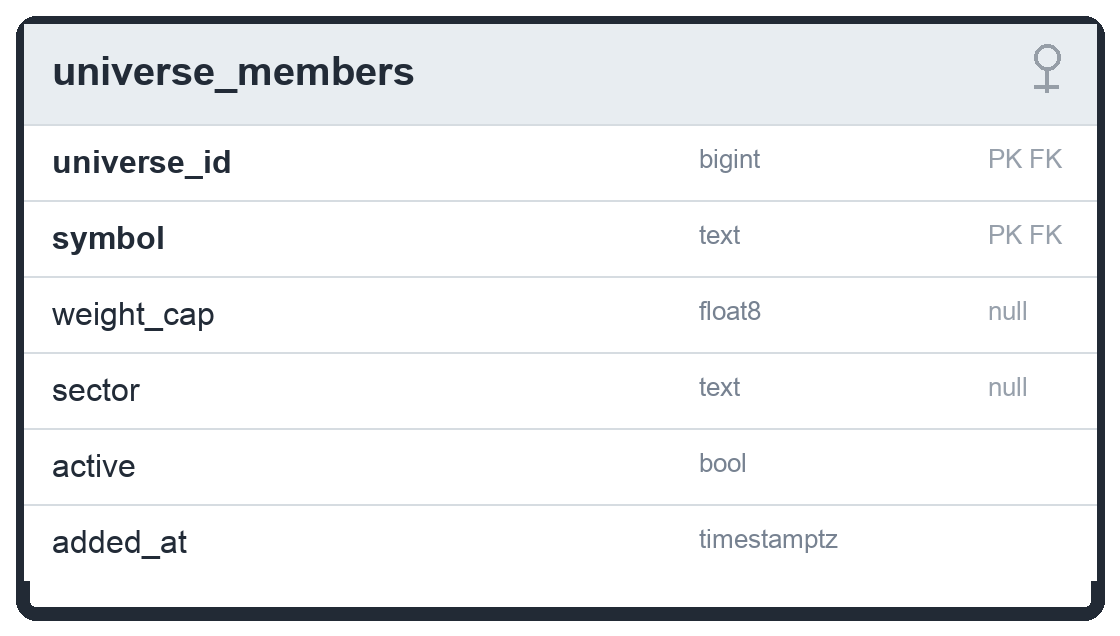 universe_members
universe_id bigint PK FK
symbol text PK FK
weight_cap float8 null
sector text null
active bool
added_at timestamptz